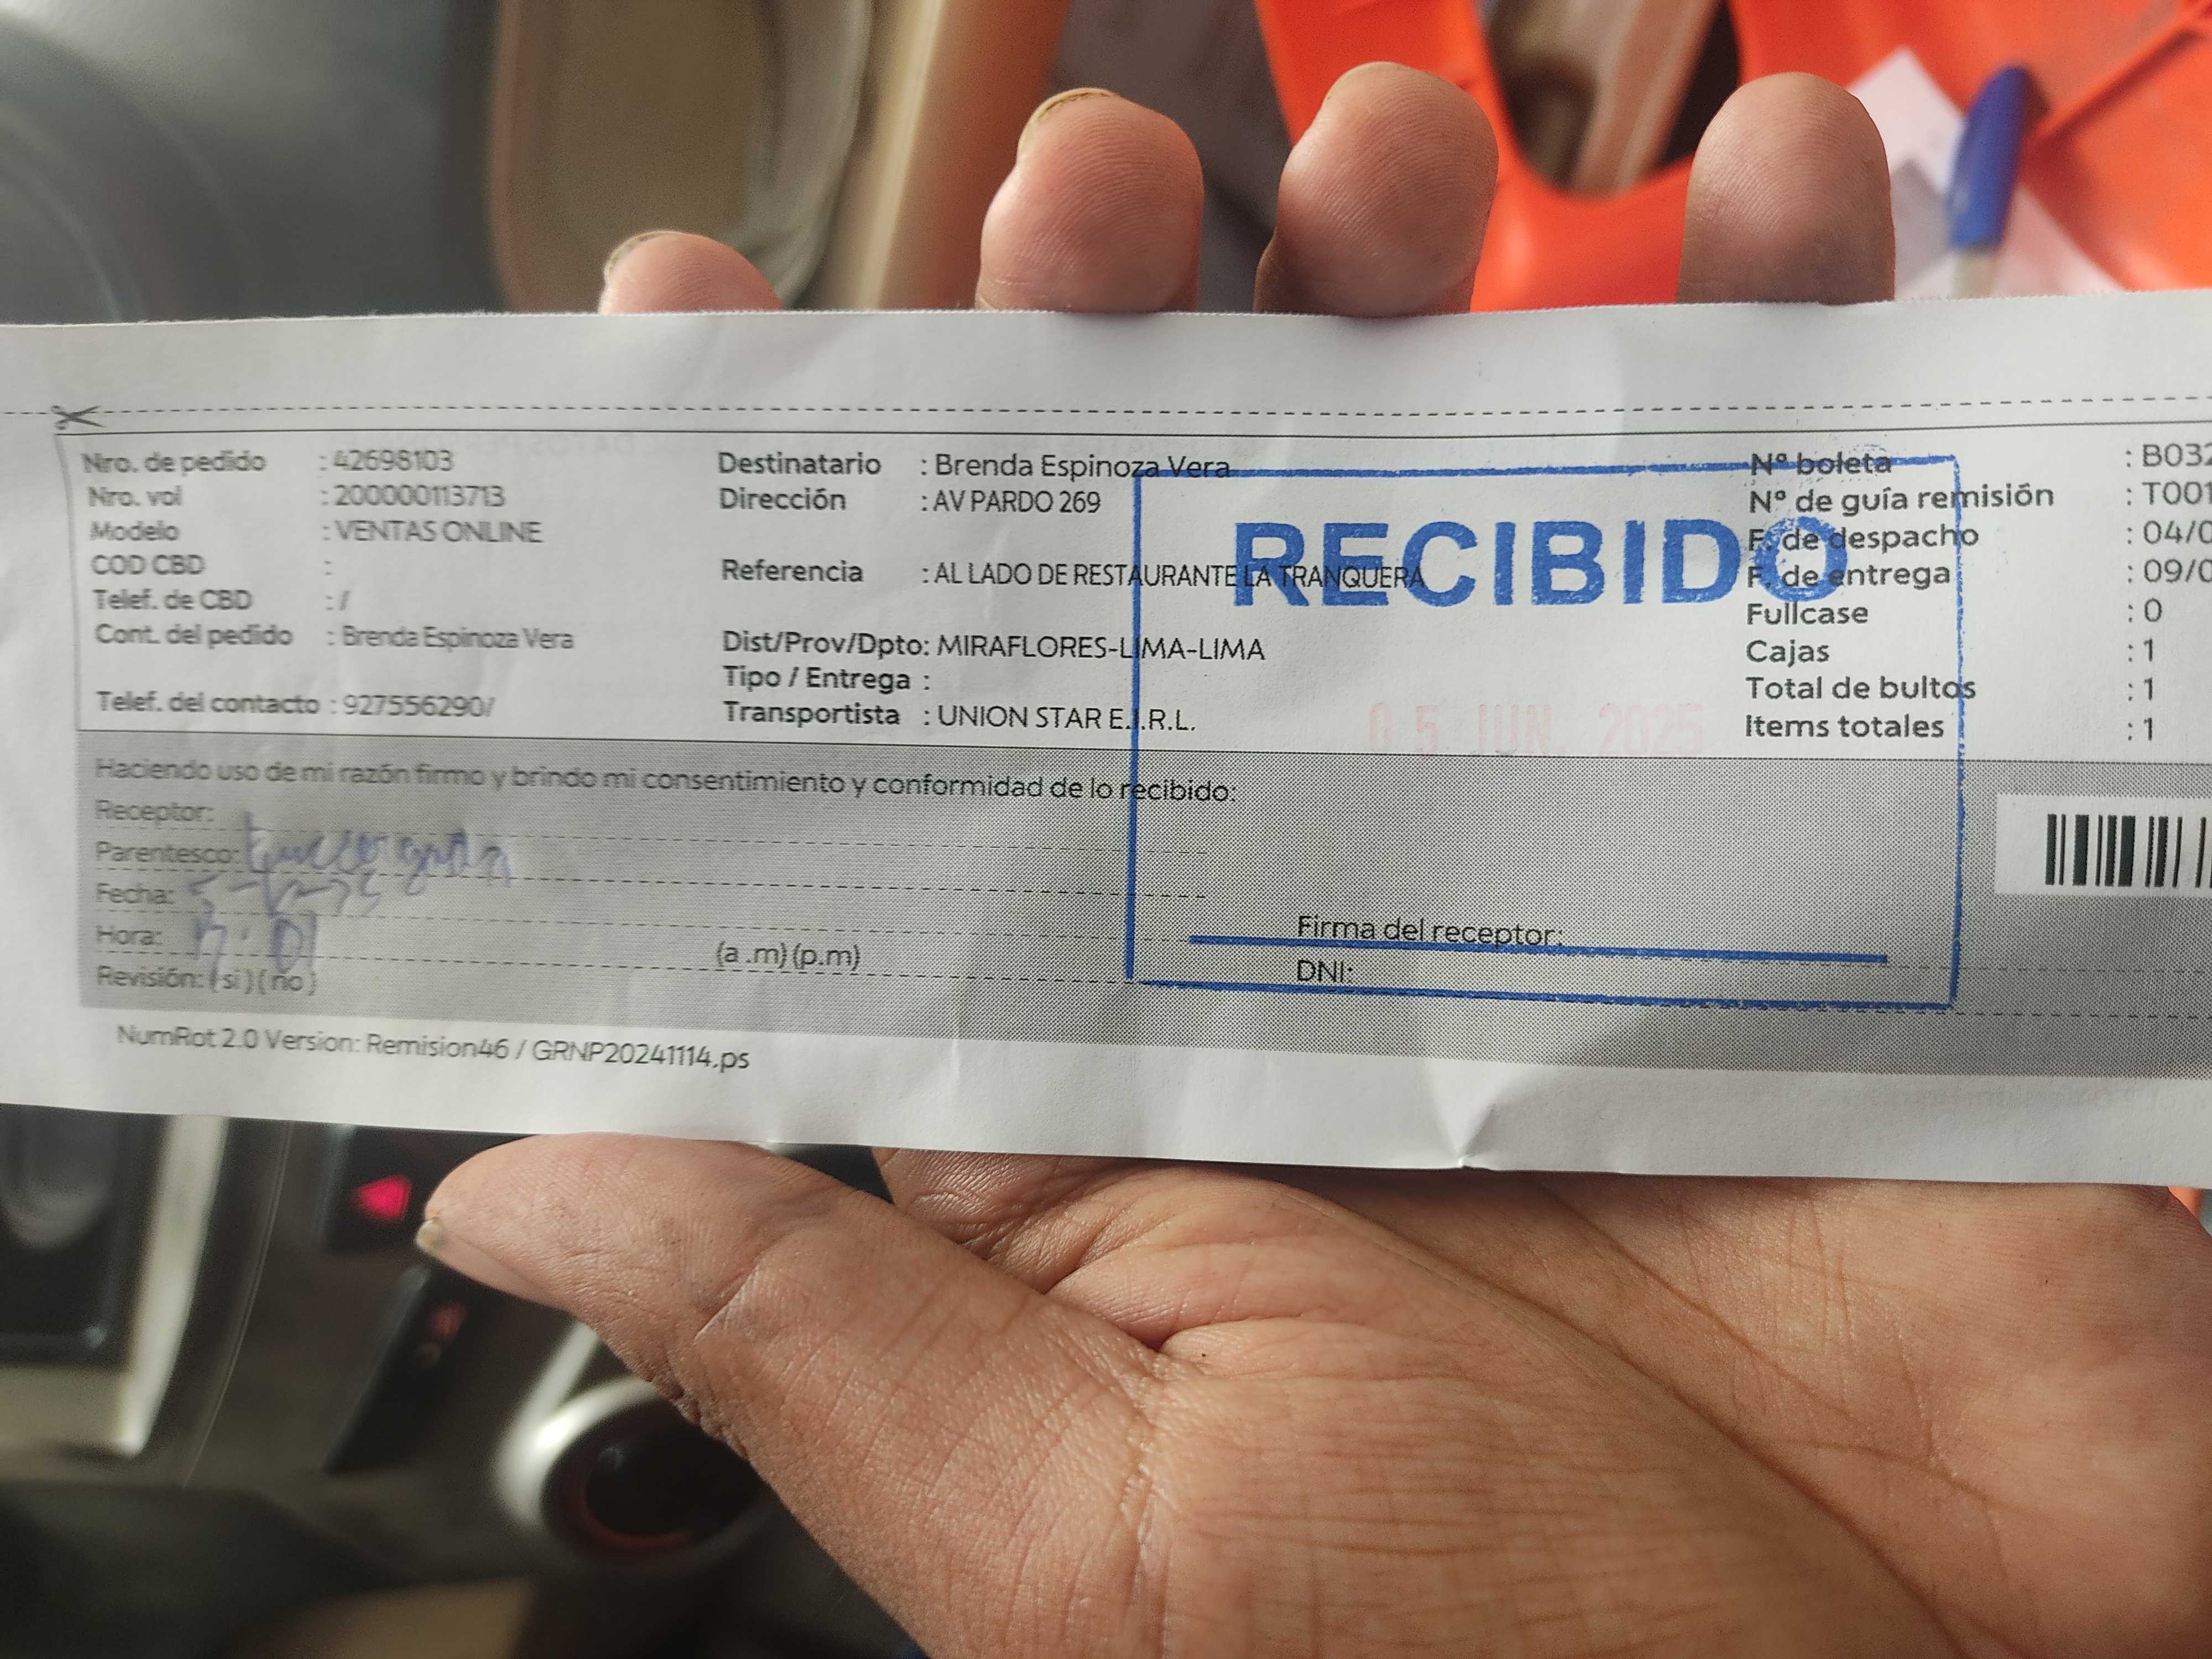 Nro. de pedido : 42698103
Nro. vol : 200000113713
Modelo : VENTAS ONLINE
COD CBD :
Telef. de CBD : /
Cont. del pedido : Brenda Espinoza Vera
Telef. del contacto : 927556290/
Destinatario : Brenda Espinoza Vera
Dirección : AV PARDO 269
Referencia : AL LADO DE RESTAURANTE LA TRANQUERA
Dist/Prov/Dpto: MIRAFLORES-LIMA-LIMA
Tipo / Entrega :
Transportista : UNION STAR E.I.R.L.
RECIBIDO
05 JUN. 2025
Nº boleta : B032
Nº de guía remisión : T001
F. de despacho : 04/0
F. de entrega : 09/0
Fullcase : 0
Cajas : 1
Total de bultos : 1
Items totales : 1
Haciendo uso de mi razón firmo y brindo mi consentimiento y conformidad de lo recibido:
Receptor:
Parentesco:
Fecha:
Hora: (a .m) (p.m)
Revisión: ( si ) ( no )
Firma del receptor:
DNI:
NumRot 2.0 Version: Remision46 / GRNP20241114.ps